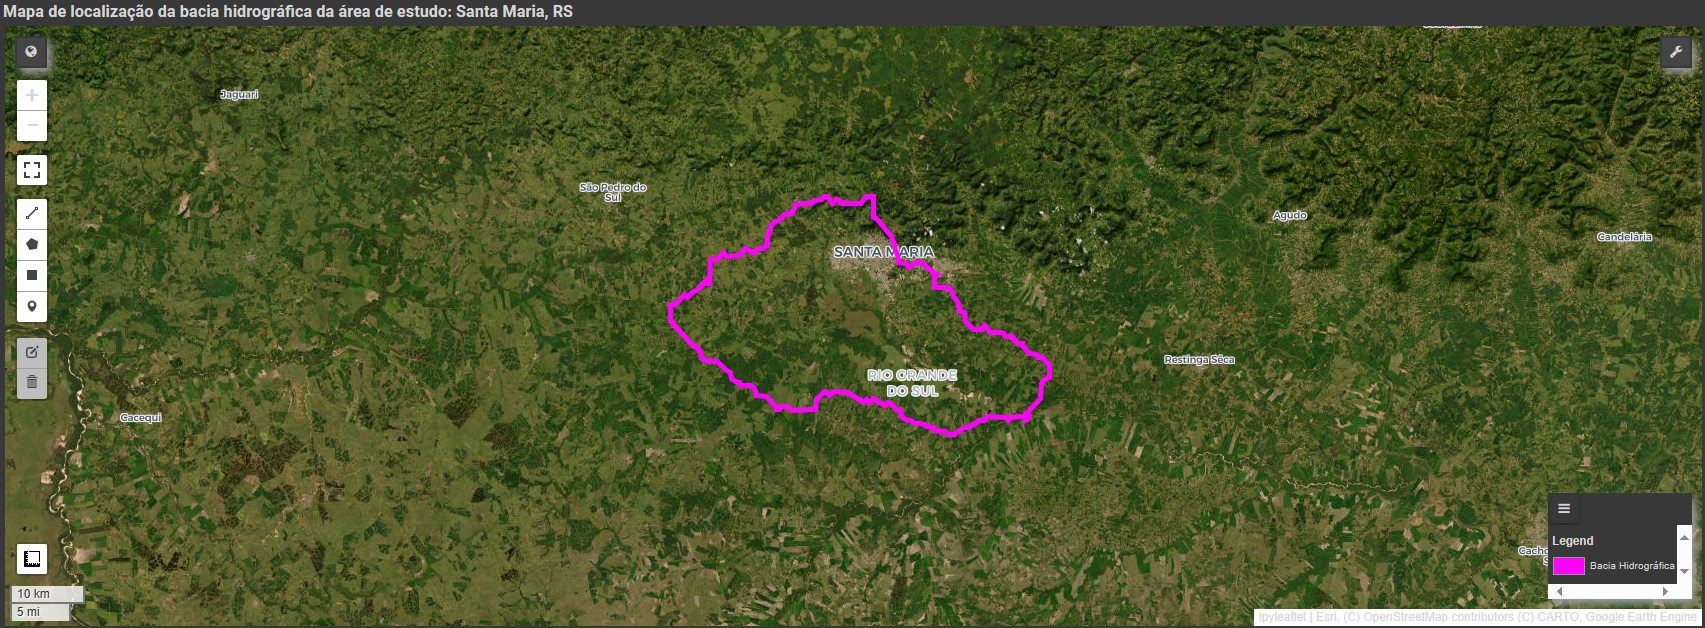 Mapa de localização da bacia hidrográfica da área de estudo: Santa Maria, RS
Jaguari
São Pedro do
Sul
Agudo
Candelária
SANTA MARIA
Restinga Sêca
RIO GRANDE
DO SUL
Cacequi
Legend
Bacia Hidrográfica
10 km
5 mi
ipyleaflet | Esri, (C) OpenStreetMap contributors (C) CARTO, Google Earth Engine